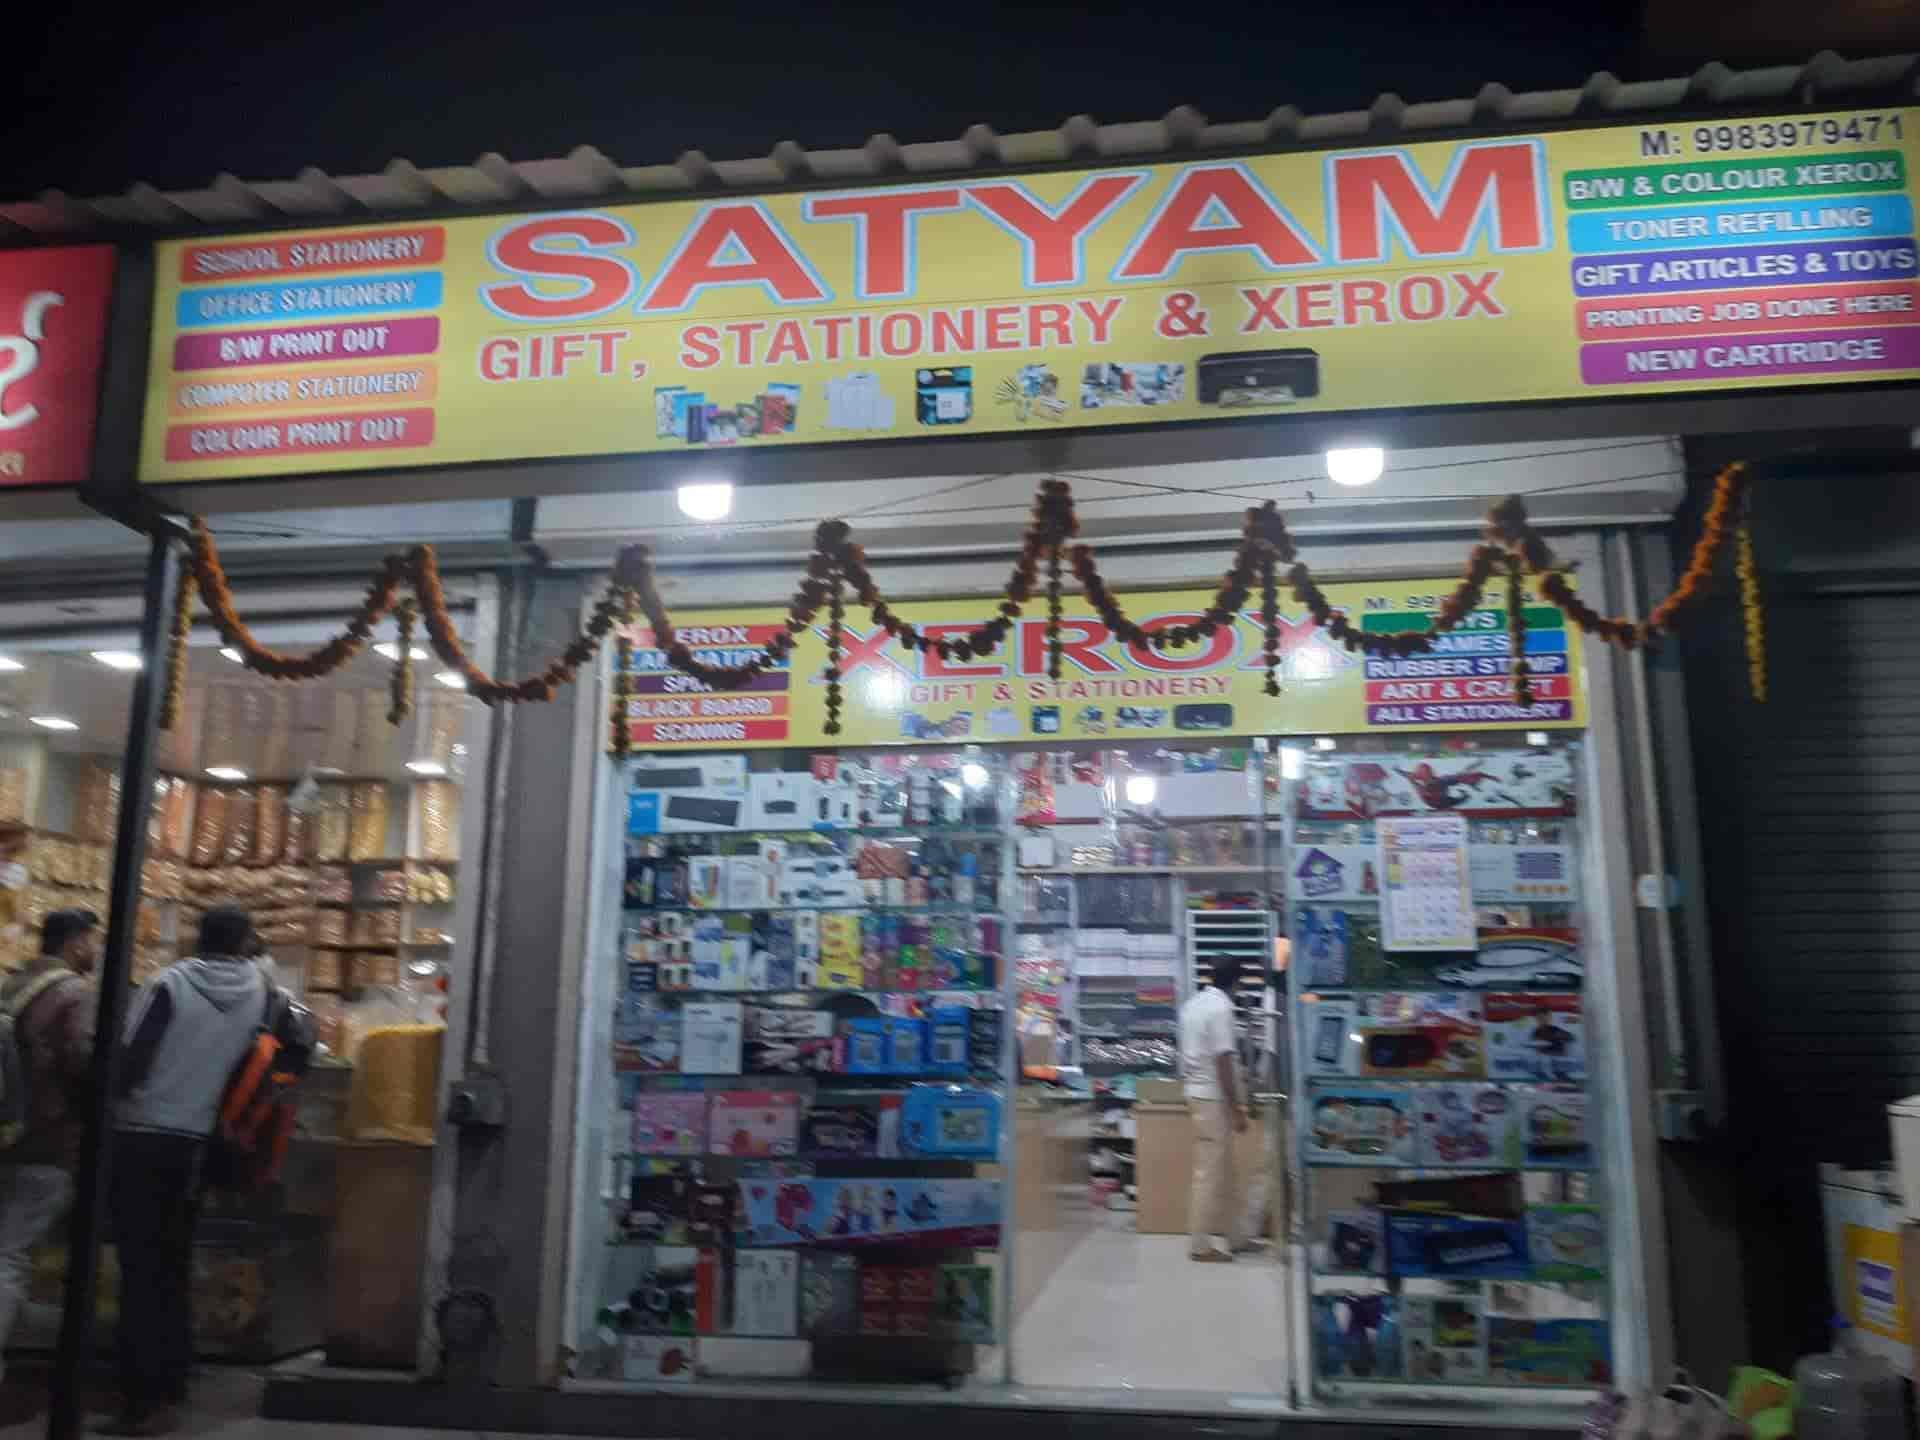 SCHOOL STATIONERY
OFFICE STATIONERY
B/W PRINT OUT
COMPUTER STATIONERY
COLOUR PRINT OUT
SATYAM
GIFT, STATIONERY & XEROX
M: 9983979471
B/W & COLOUR XEROX
TONER REFILLING
GIFT ARTICLES & TOYS
PRINTING JOB DONE HERE
NEW CARTRIDGE
XEROX
BLACK BOARD
SCANING
XEROX
GIFT & STATIONERY
M:
TOYS
GAMES
RUBBER STAMP
ART & CRAFT
ALL STATIONERY